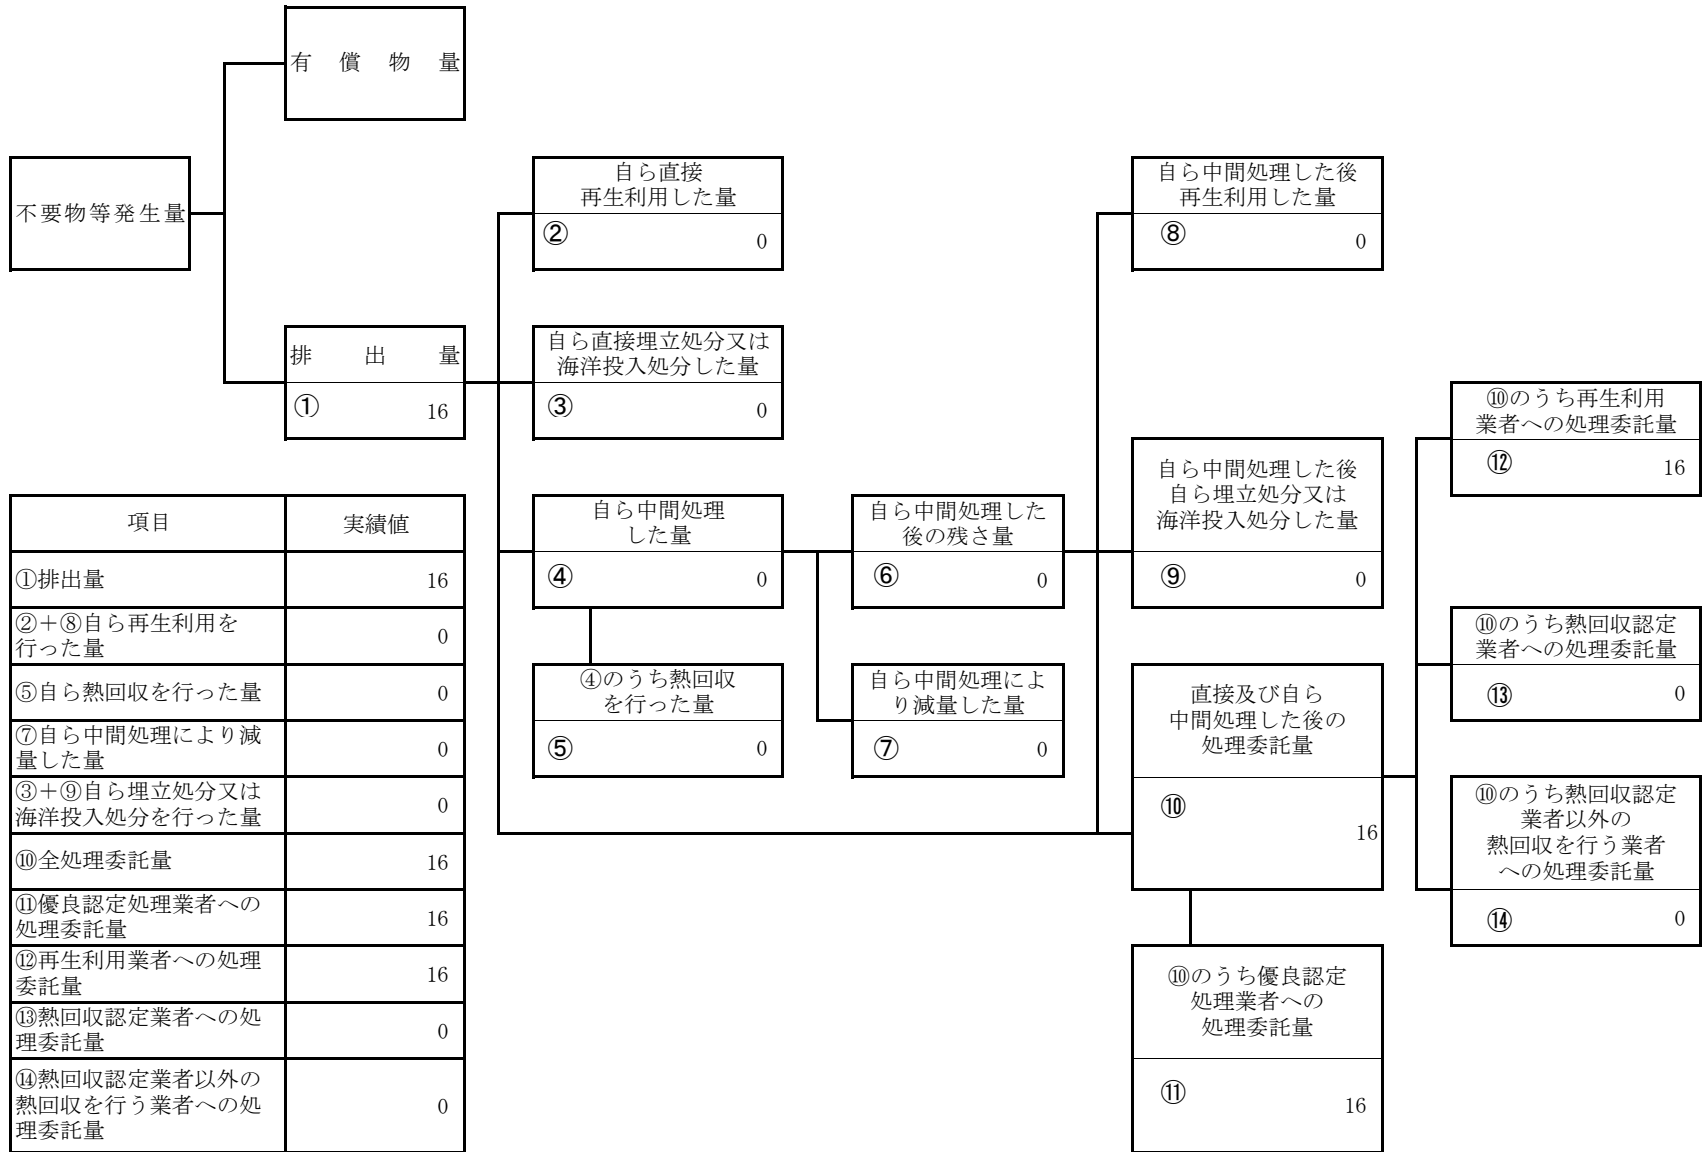 有償物量
不要物等発生量
排出量
① 16
自ら直接
再生利用した量
② 0
自ら直接埋立処分又は
海洋投入処分した量
③ 0
自ら中間処理
した量
④ 0
④のうち熱回収
を行った量
⑤ 0
自ら中間処理した
後の残さ量
⑥ 0
自ら中間処理によ
り減量した量
⑦ 0
自ら中間処理した後
再生利用した量
⑧ 0
自ら中間処理した後
自ら埋立処分又は
海洋投入処分した量
⑨ 0
直接及び自ら
中間処理した後の
処理委託量
⑩
16
⑩のうち優良認定
処理業者への
処理委託量
⑪ 16
⑩のうち再生利用
業者への処理委託量
⑫ 16
⑩のうち熱回収認定
業者への処理委託量
⑬ 0
⑩のうち熱回収認定
業者以外の
熱回収を行う業者
への処理委託量
⑭ 0
項目 実績値
①排出量 16
②+⑧自ら再生利用を
行った量 0
⑤自ら熱回収を行った量 0
⑦自ら中間処理により減
量した量 0
③+⑨自ら埋立処分又は
海洋投入処分を行った量 0
⑩全処理委託量 16
⑪優良認定処理業者への
処理委託量 16
⑫再生利用業者への処理
委託量 16
⑬熱回収認定業者への処
理委託量 0
⑭熱回収認定業者以外の
熱回収を行う業者への処 0
理委託量